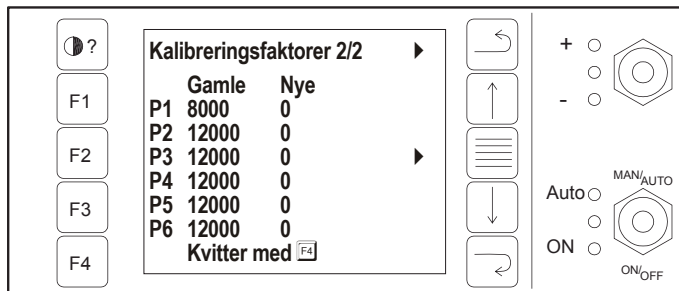 ?
F1
F2
F3
F4
Kalibreringsfaktorer 2/2
Gamle Nye
P1 8000 0
P2 12000 0
P3 12000 0
P4 12000 0
P5 12000 0
P6 12000 0
Kvitter med F4
+
-
MAN/AUTO
Auto
ON
ON/OFF